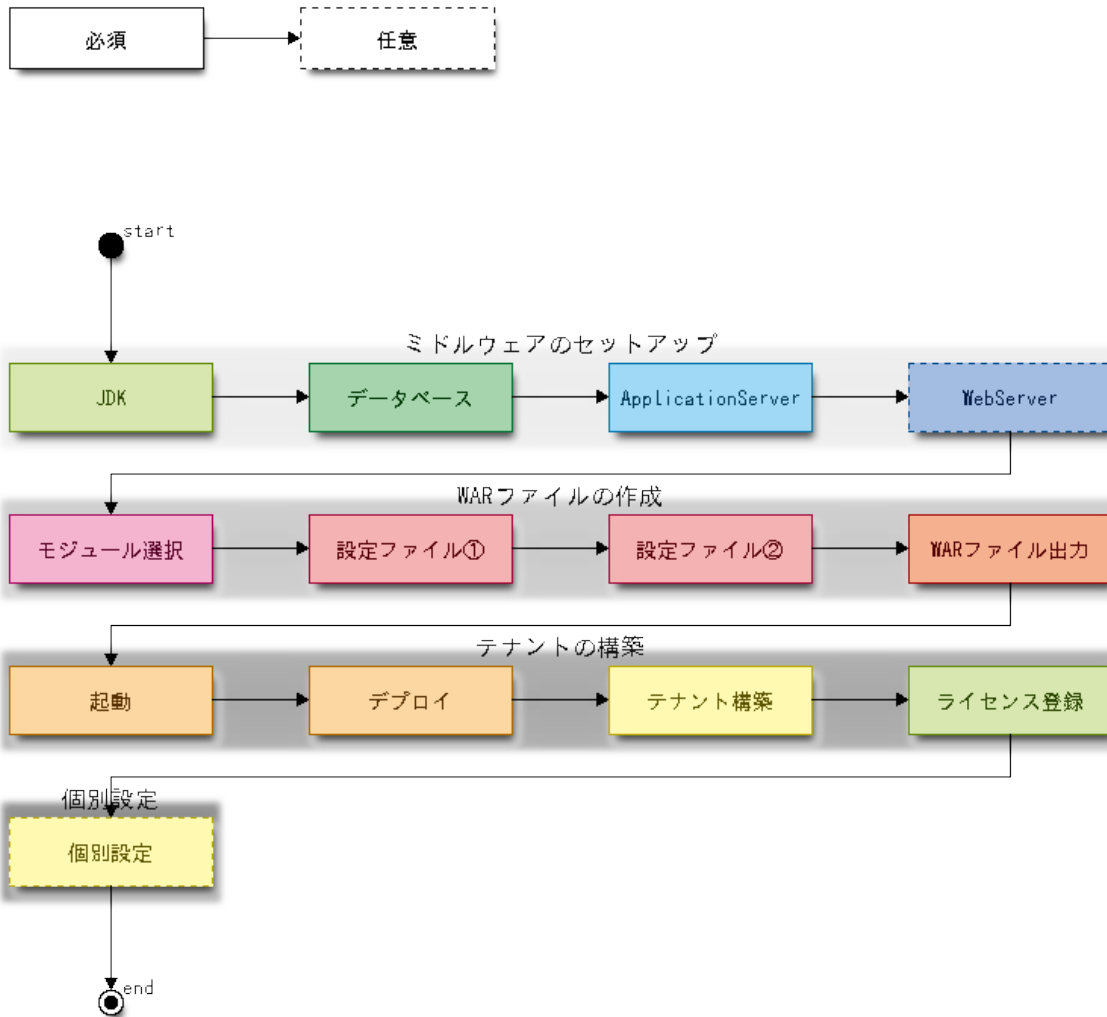 必須
任意
start
ミドルウェアのセットアップ
JDK
データベース
ApplicationServer
WebServer
WARファイルの作成
モジュール選択
設定ファイル①
設定ファイル②
WARファイル出力
テナントの構築
起動
デプロイ
テナント構築
ライセンス登録
個別設定
個別設定
end